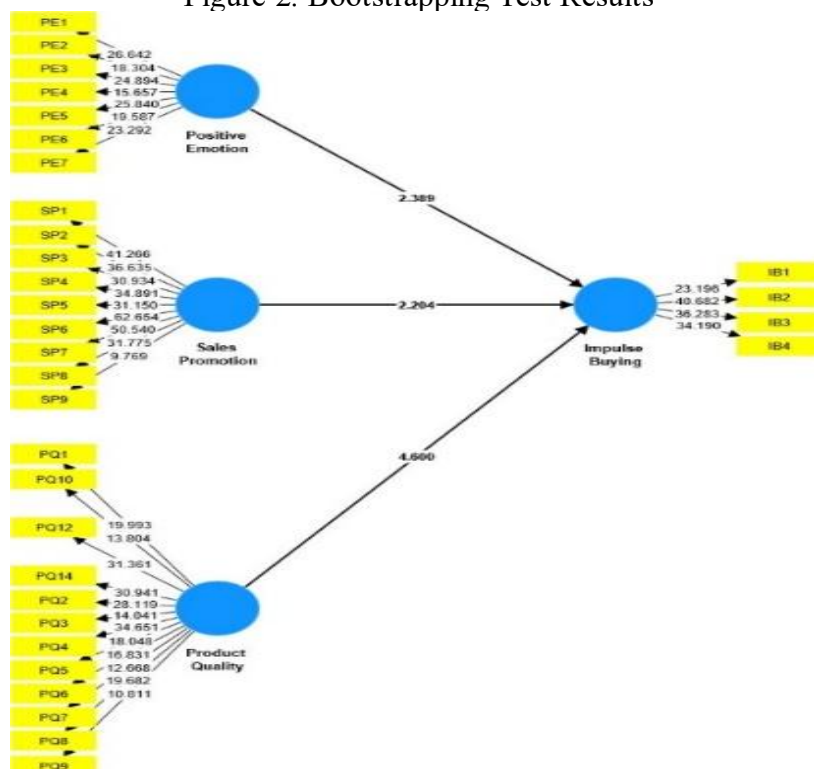 Figure 2. Bootstrapping Test Results
PE1
PE2
PE3
PE4
PE5
PE6
PE7
26.642
18.304
24.894
15.657
25.840
19.587
23.292
Positive
Emotion
2.389
SP1
SP2
SP3
SP4
SP5
SP6
SP7
SP8
SP9
41.266
36.635
30.934
34.891
31.150
62.654
50.540
31.775
9.769
Sales
Promotion
2.204
23.196
40.682
36.283
34.190
IB1
IB2
IB3
IB4
Impulse
Buying
4.600
PQ1
PQ10
PQ12
PQ14
PQ2
PQ3
PQ4
PQ5
PQ6
PQ7
PQ8
PQ9
19.993
13.804
31.361
30.941
28.119
14.041
34.651
18.048
16.831
12.668
19.682
10.811
Product
Quality